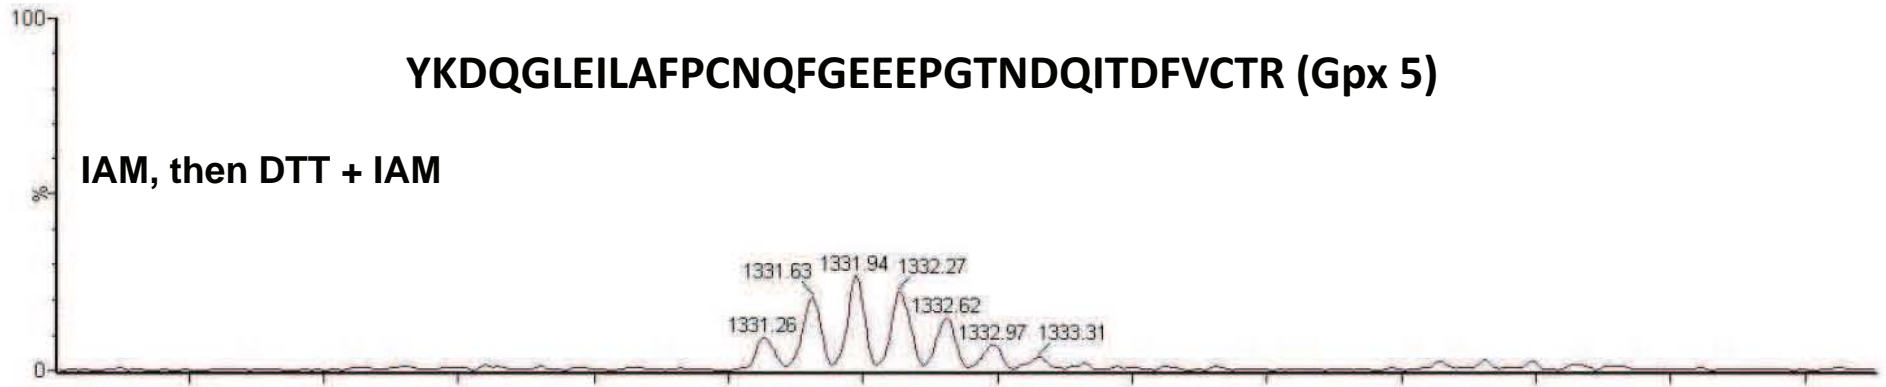 100
YKDQGLEILAFPCNQFGEEEPGTNDQITDFVCTR (Gpx 5)
IAM, then DTT + IAM
%
1331.63 1331.94 1332.27
1332.62
1331.26 1332.97 1333.31
0